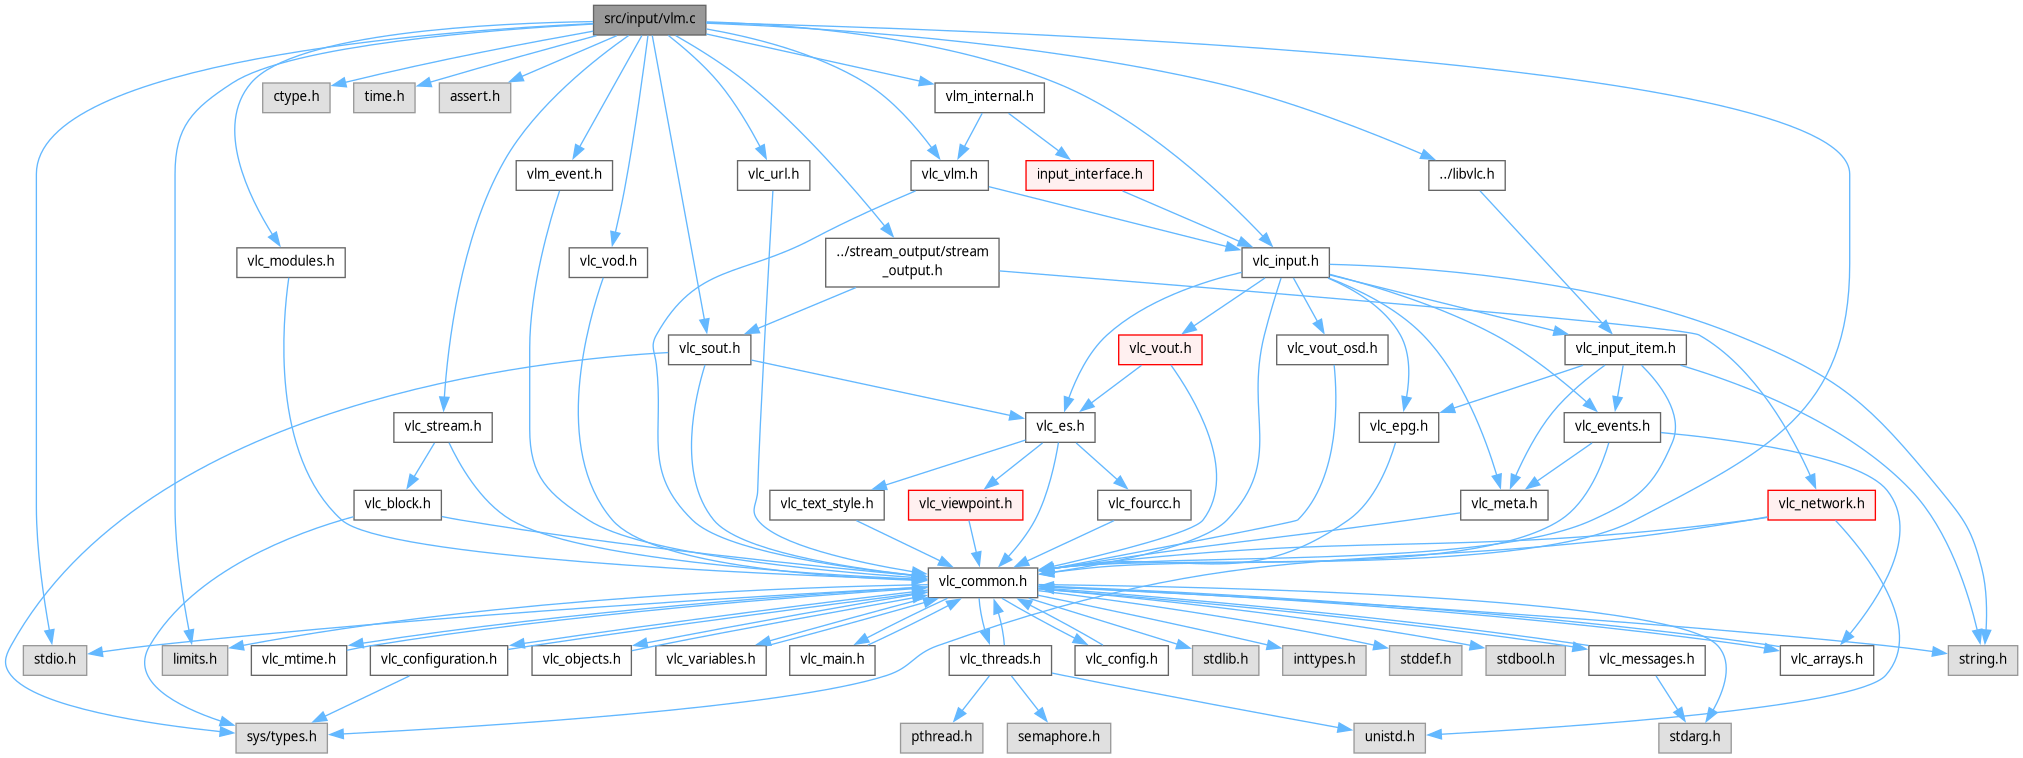 src/input/vlm.c
ctype.h
time.h
assert.h
vlm_internal.h
vlm_event.h
vlc_url.h
vlc_vlm.h
input_interface.h
../libvlc.h
vlc_modules.h
vlc_vod.h
../stream_output/stream
_output.h
vlc_input.h
vlc_sout.h
vlc_vout.h
vlc_vout_osd.h
vlc_input_item.h
vlc_stream.h
vlc_es.h
vlc_epg.h
vlc_events.h
vlc_block.h
vlc_text_style.h
vlc_viewpoint.h
vlc_fourcc.h
vlc_meta.h
vlc_network.h
vlc_common.h
stdio.h
limits.h
vlc_mtime.h
vlc_configuration.h
vlc_objects.h
vlc_variables.h
vlc_main.h
vlc_threads.h
vlc_config.h
stdlib.h
inttypes.h
stddef.h
stdbool.h
vlc_messages.h
vlc_arrays.h
string.h
sys/types.h
pthread.h
semaphore.h
unistd.h
stdarg.h